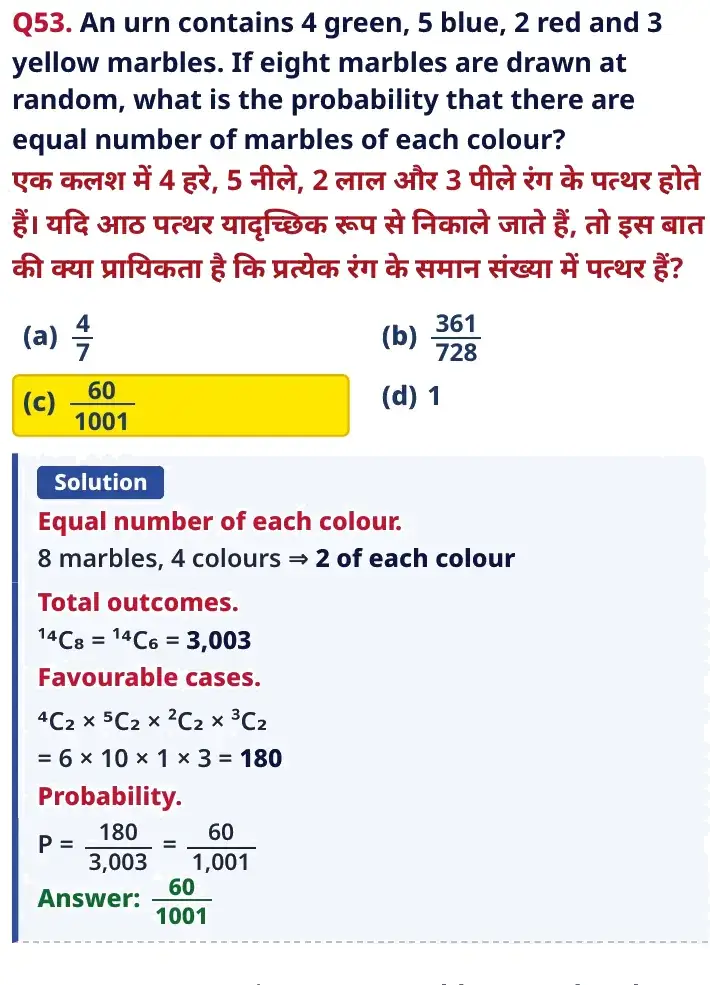 Q53. An urn contains 4 green, 5 blue, 2 red and 3
yellow marbles. If eight marbles are drawn at
random, what is the probability that there are
equal number of marbles of each colour?
एक कलश में 4 हरे, 5 नीले, 2 लाल और 3 पीले रंग के पत्थर होते
हैं। यदि आठ पत्थर यादृच्छिक रूप से निकाले जाते हैं, तो इस बात
की क्या प्रायिकता है कि प्रत्येक रंग के समान संख्या में पत्थर हैं?
(a) 4/7
(b) 361/728
(c) 60/1001
(d) 1
Solution
Equal number of each colour.
8 marbles, 4 colours ⇒ 2 of each colour
Total outcomes.
¹⁴C₈ = ¹⁴C₆ = 3,003
Favourable cases.
⁴C₂ × ⁵C₂ × ²C₂ × ³C₂
= 6 × 10 × 1 × 3 = 180
Probability.
P = 180/3,003 = 60/1,001
Answer: 60/1001